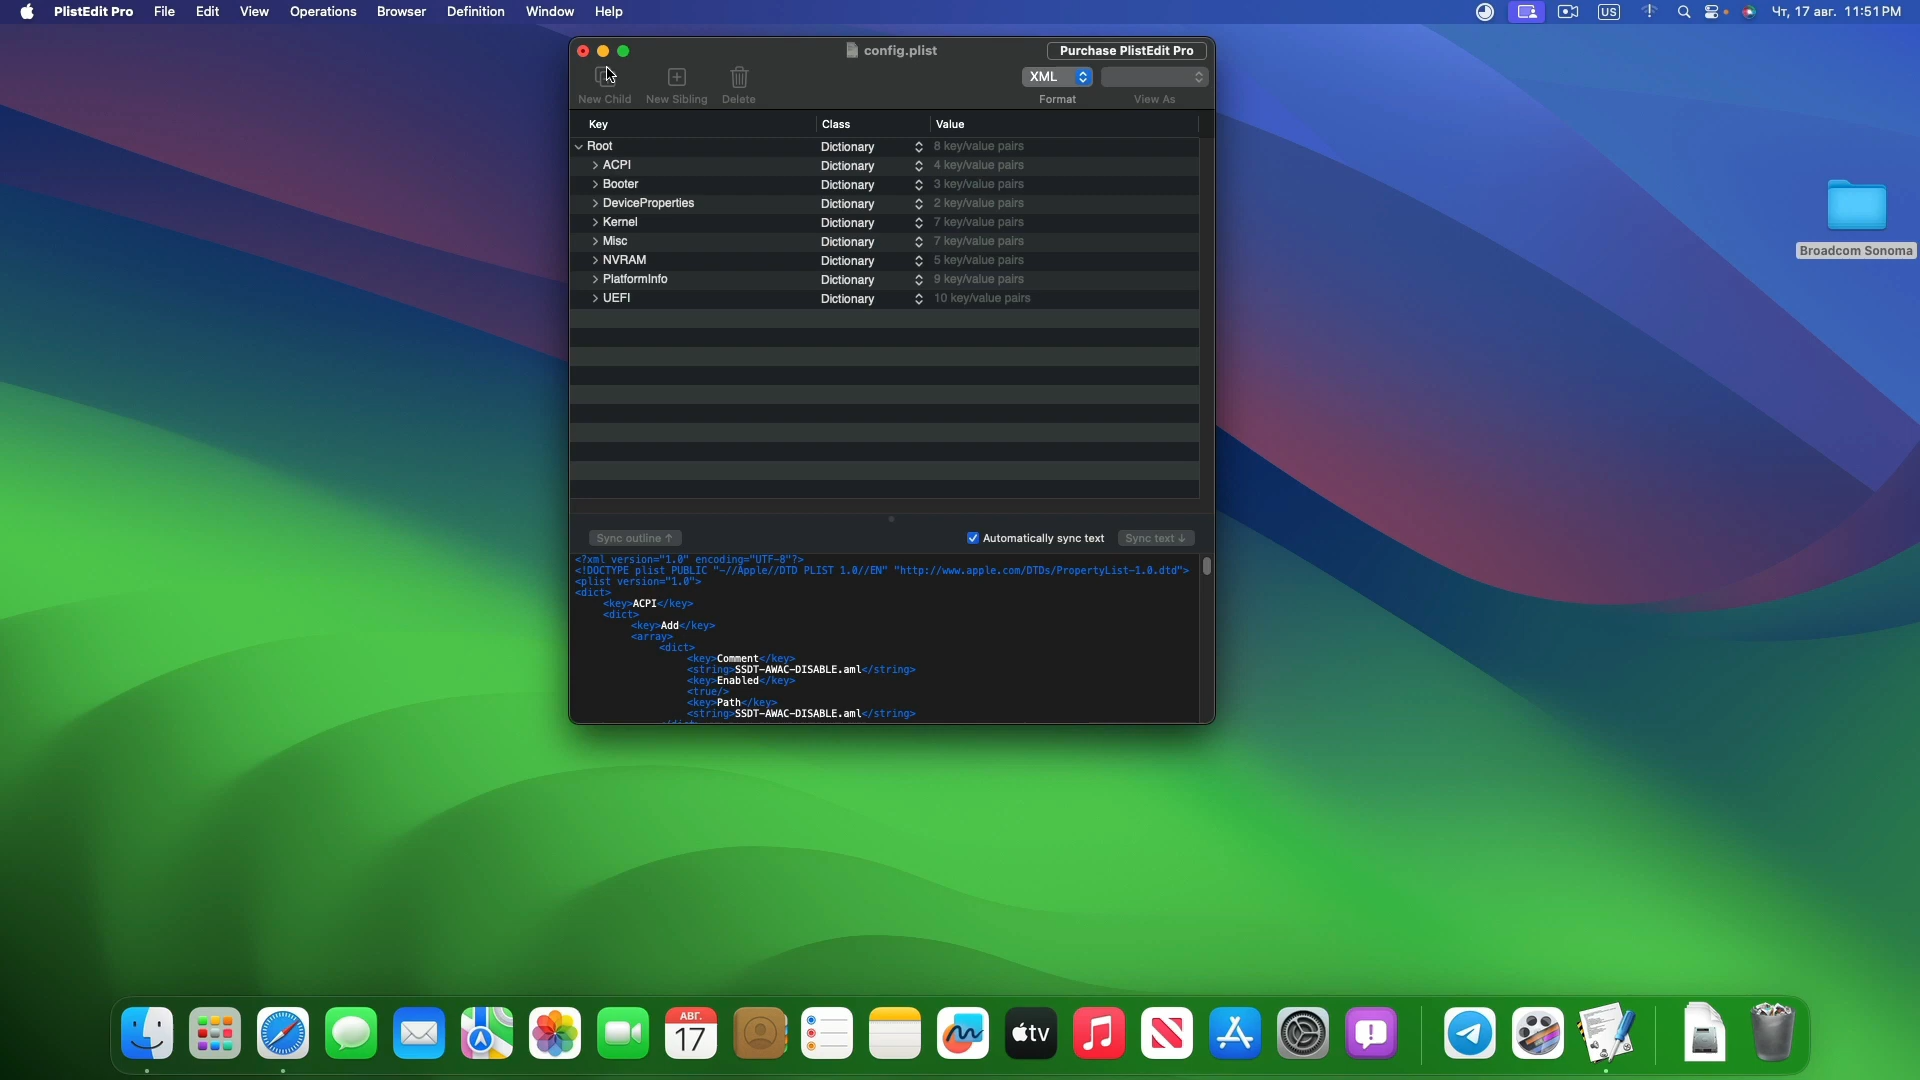 PlistEdit Pro File Edit View Operations Browser Definition Window Help US Чт, 17 авг. 11:51 PM
config.plist Purchase PlistEdit Pro
XML
New Child New Sibling Delete Format View As
Key Class Value
Root Dictionary 8 key/value pairs
ACPI Dictionary 4 key/value pairs
Booter Dictionary 3 key/value pairs
DeviceProperties Dictionary 2 key/value pairs
Kernel Dictionary 7 key/value pairs
Misc Dictionary 7 key/value pairs
NVRAM Dictionary 5 key/value pairs
PlatformInfo Dictionary 9 key/value pairs
UEFI Dictionary 10 key/value pairs
Broadcom Sonoma
Sync outline ↑ Automatically sync text Sync text ↓
<?xml version="1.0" encoding="UTF-8"?>
<!DOCTYPE plist PUBLIC "-//Apple//DTD PLIST 1.0//EN" "http://www.apple.com/DTDs/PropertyList-1.0.dtd">
<plist version="1.0">
<dict>
<key>ACPI</key>
<dict>
<key>Add</key>
<array>
<dict>
<key>Comment</key>
<string>SSDT-AWAC-DISABLE.aml</string>
<key>Enabled</key>
<true/>
<key>Path</key>
<string>SSDT-AWAC-DISABLE.aml</string>
АВГ.
17
tv